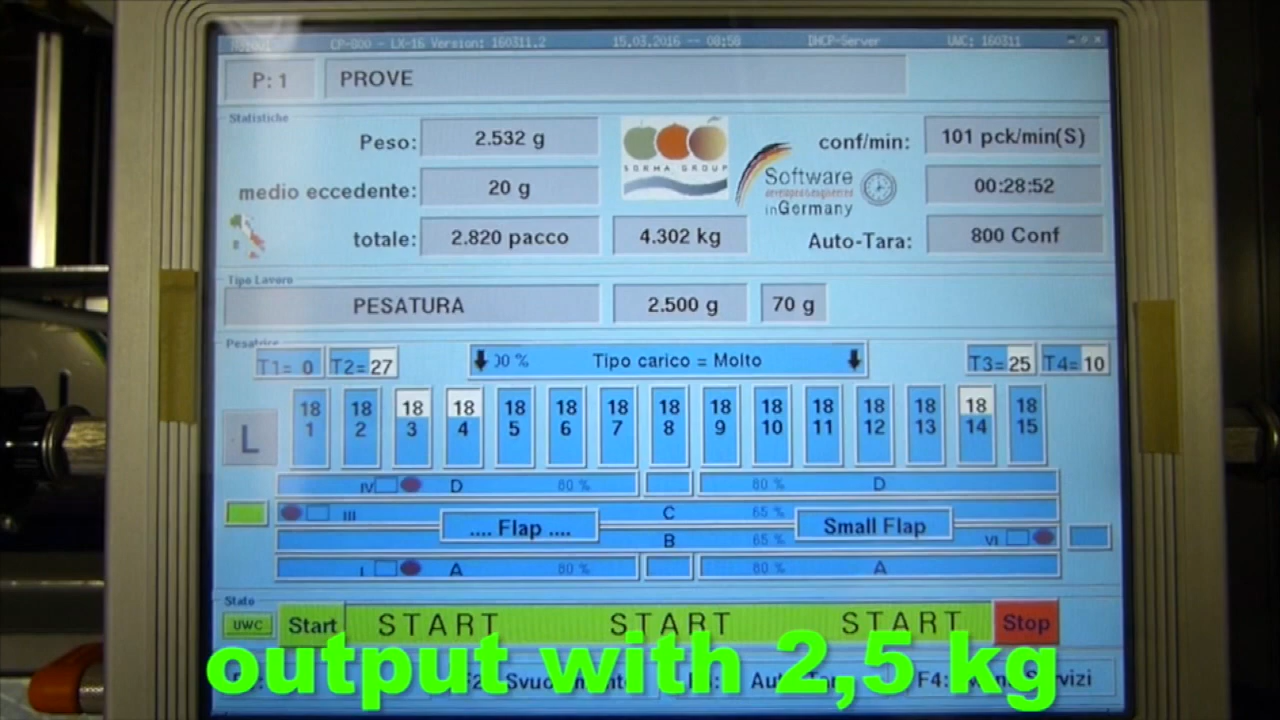 CP-800 - LX-16 Version: 160311.2 15.03.2016 -- 08:58 DHCP-Server UWC: 160311
P: 1 PROVE
Statistiche
Peso: 2.532 g conf/min: 101 pck/min(S)
SORMA GROUP
Software
inGermany
medio eccedente: 20 g 00:28:52
totale: 2.820 pacco 4.302 kg Auto-Tara: 800 Conf
Tipo Lavoro
PESATURA 2.500 g 70 g
Pesatrice
T1= 0 T2= 27 Tipo carico = Molto T3= 25 T4= 10
18 18 18 18 18 18 18 18 18 18 18 18 18 18 18
L 1 2 3 4 5 6 7 8 9 10 11 12 13 14 15
IV D 80 % 80 % D
III C 65 %
.... Flap .... Small Flap
B 65 % VI
I A 80 % 80 % A
Stato
UWC Start START START START Stop
output with 2,5 kg
F4: